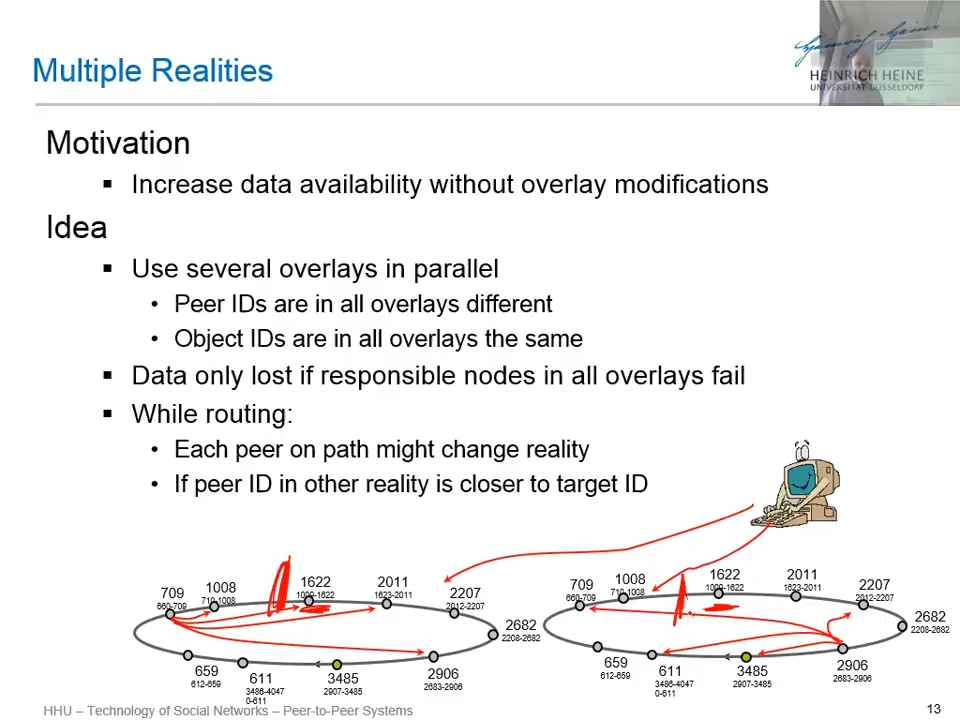 Heinrich Heine
HEINRICH HEINE
UNIVERSITÄT DÜSSELDORF
Multiple Realities
Motivation
▪ Increase data availability without overlay modifications
Idea
▪ Use several overlays in parallel
• Peer IDs are in all overlays different
• Object IDs are in all overlays the same
▪ Data only lost if responsible nodes in all overlays fail
▪ While routing:
• Each peer on path might change reality
• If peer ID in other reality is closer to target ID
709
660-709
1008
710-1008
1622
1009-1622
2011
1623-2011
2207
2012-2207
2682
2208-2682
659
612-659
611
3486-4047
0-611
3485
2907-3485
2906
2683-2906
709
660-709
1008
710-1008
1622
1009-1622
2011
1623-2011
2207
2012-2207
2682
2208-2682
659
612-659
611
3486-4047
0-611
3485
2907-3485
2906
2683-2906
HHU – Technology of Social Networks – Peer-to-Peer Systems
13